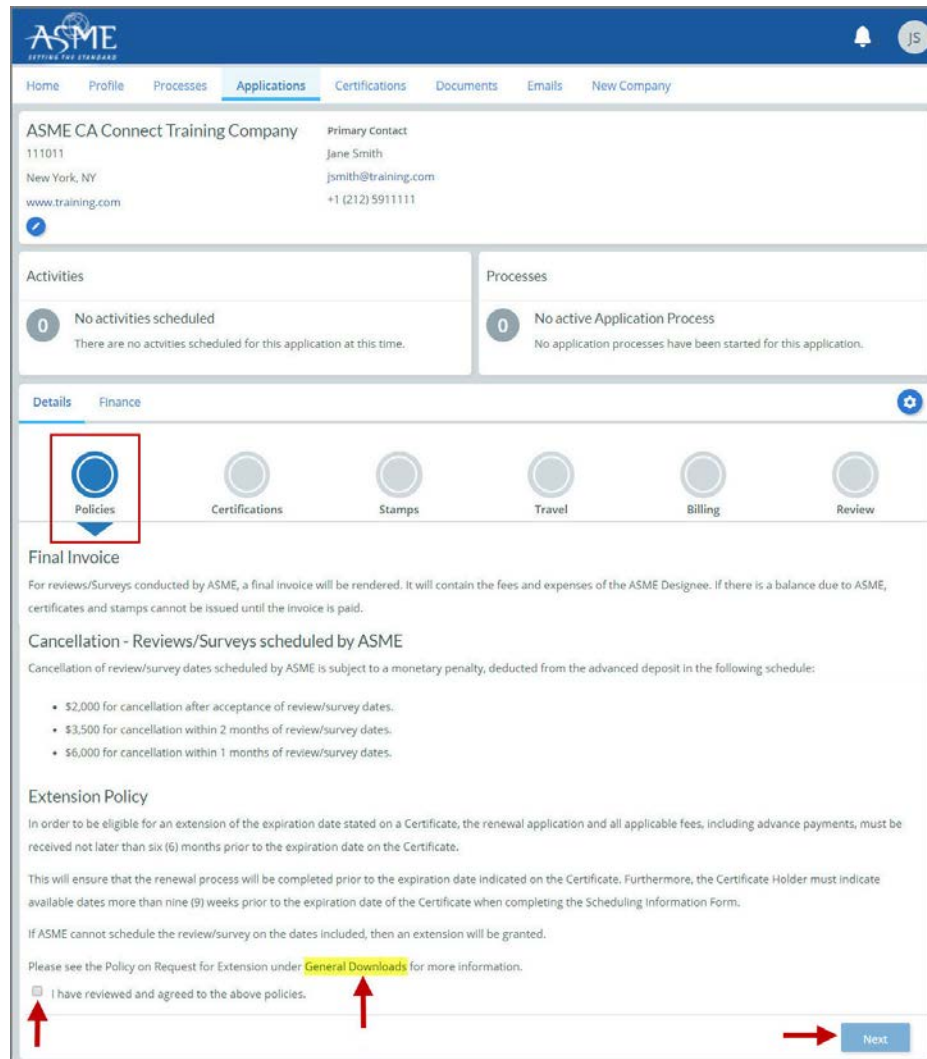 ASME
SETTING THE STANDARD
JS
Home Profile Processes Applications Certifications Documents Emails New Company
ASME CA Connect Training Company
111011
New York, NY
www.training.com
Primary Contact
Jane Smith
jsmith@training.com
+1 (212) 5911111
Activities
0
No activities scheduled
There are no actvities scheduled for this application at this time.
Processes
0
No active Application Process
No application processes have been started for this application.
Details Finance
Policies Certifications Stamps Travel Billing Review
Final Invoice
For reviews/Surveys conducted by ASME, a final invoice will be rendered. It will contain the fees and expenses of the ASME Designee. If there is a balance due to ASME,
certificates and stamps cannot be issued until the invoice is paid.
Cancellation - Reviews/Surveys scheduled by ASME
Cancellation of review/survey dates scheduled by ASME is subject to a monetary penalty, deducted from the advanced deposit in the following schedule:
• $2,000 for cancellation after acceptance of review/survey dates.
• $3,500 for cancellation within 2 months of review/survey dates.
• $6,000 for cancellation within 1 months of review/survey dates.
Extension Policy
In order to be eligible for an extension of the expiration date stated on a Certificate, the renewal application and all applicable fees, including advance payments, must be
received not later than six (6) months prior to the expiration date on the Certificate.
This will ensure that the renewal process will be completed prior to the expiration date indicated on the Certificate. Furthermore, the Certificate Holder must indicate
available dates more than nine (9) weeks prior to the expiration date of the Certificate when completing the Scheduling Information Form.
If ASME cannot schedule the review/survey on the dates included, then an extension will be granted.
Please see the Policy on Request for Extension under General Downloads for more information.
I have reviewed and agreed to the above policies.
Next